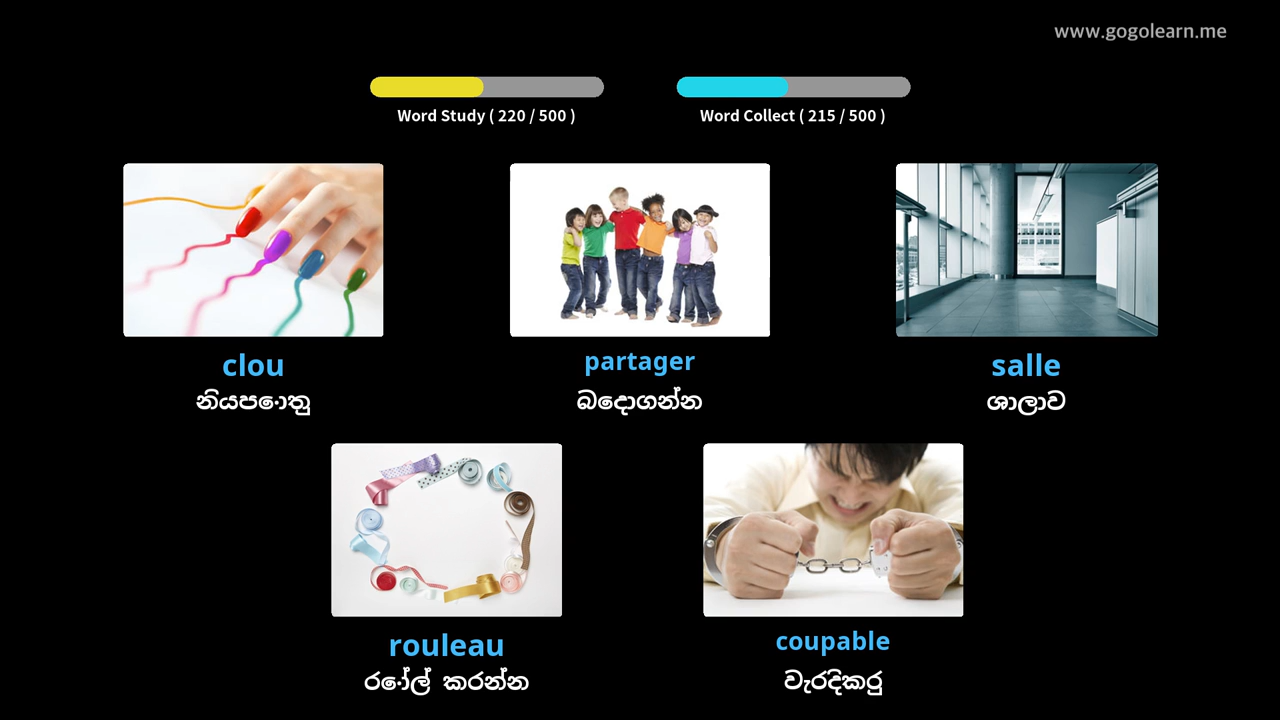 www.gogolearn.me
Word Study ( 220 / 500 )
Word Collect ( 215 / 500 )
clou
නියපොතු
partager
බෙදාගන්න
salle
ශාලාව
rouleau
රෝල් කරන්න
coupable
වැරදිකරු